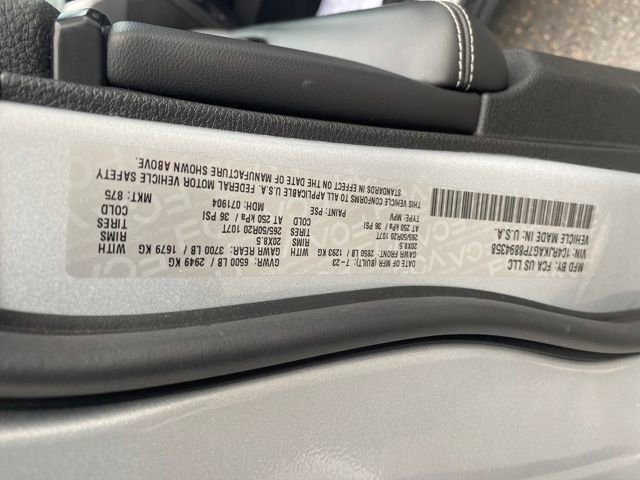 MFD BY: FCA US LLC
DATE OF MFR (BUILT): 7-23 GVWR: 6500 LB / 2949 KG
GAWR FRONT: 2850 LB 1293 KG GAWR REAR: 3700 LB / 1679 KG WITH
20X8.5 RIMS 20X8.5 RIMS
265/50R20 107T TIRES 265/50R20 107T TIRES
AT 250 kPa / 36 PSI COLD AT 250 kPa / 36 PSI COLD
THIS VEHICLE CONFORMS TO ALL APPLICABLE U.S.A. FEDERAL MOTOR VEHICLE SAFETY
STANDARDS IN EFFECT ON THE DATE OF MANUFACTURE SHOWN ABOVE.
VIN: 1C4RJKAG7P8894358
TYPE: MPV PAINT: PSE MDH: 071904 MKT: 875
VEHICLE MADE IN U.S.A.